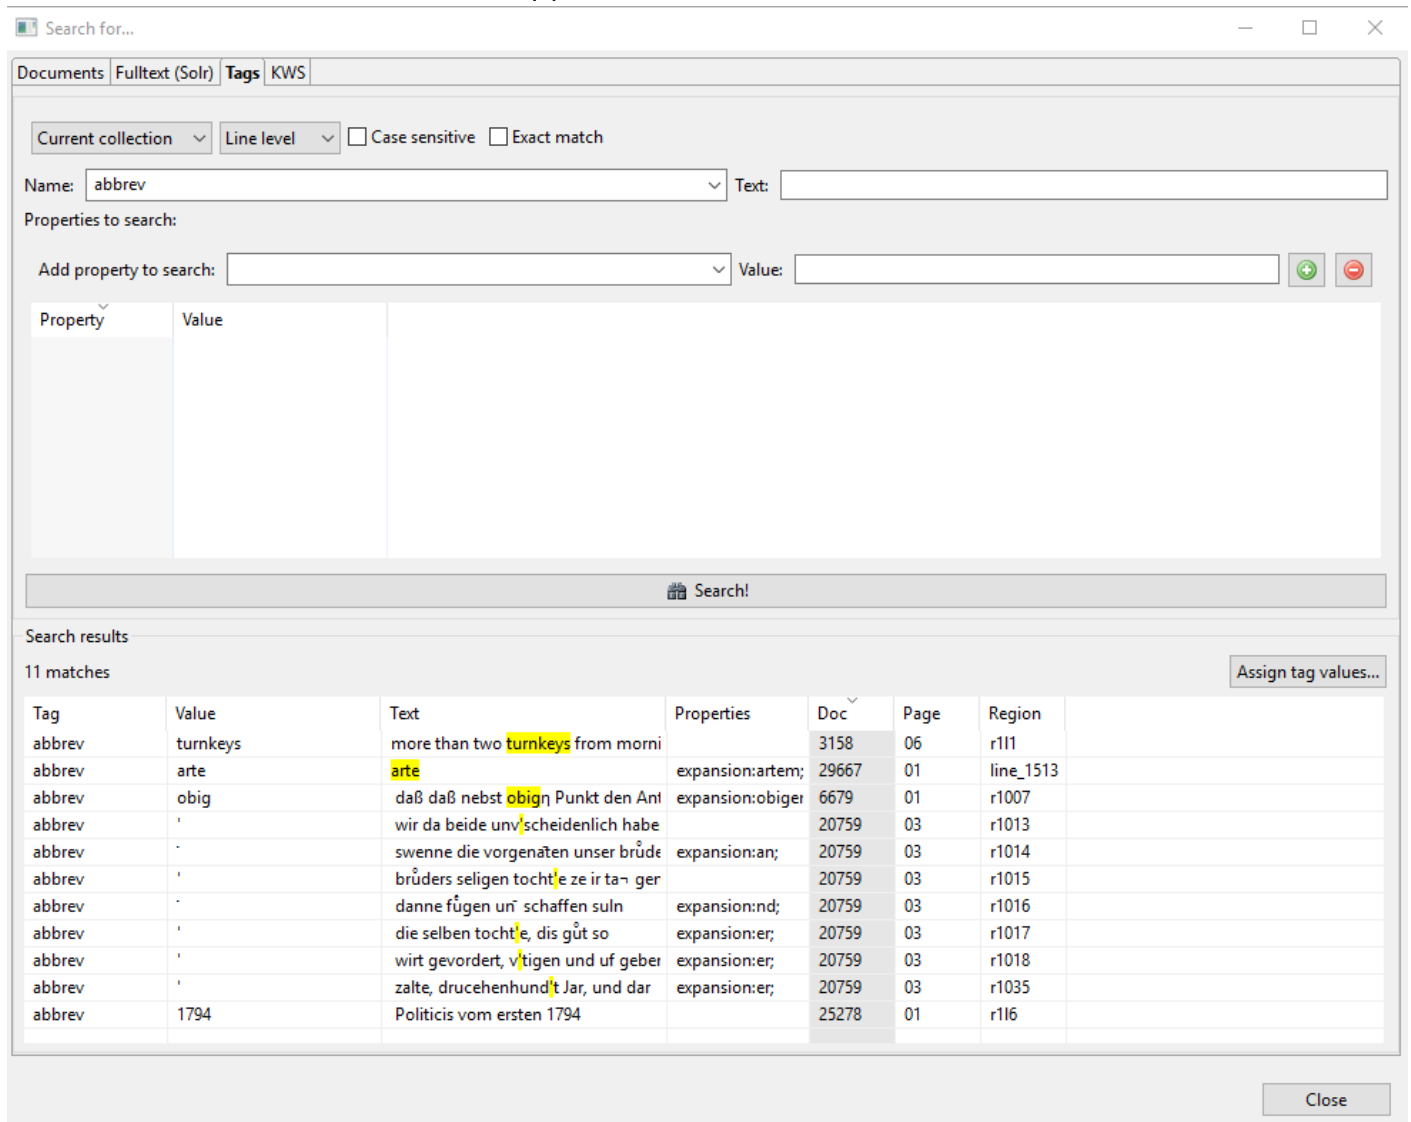 Search for...
Documents Fulltext (Solr) Tags KWS
Current collection Line level Case sensitive Exact match
Name: abbrev Text:
Properties to search:
Add property to search: Value:
Property Value
Search!
Search results
11 matches Assign tag values...
Tag Value Text Properties Doc Page Region
abbrev turnkeys more than two turnkeys from morni 3158 06 r1l1
abbrev arte arte expansion:artem; 29667 01 line_1513
abbrev obig daß daß nebst obigη Punkt den Ant expansion:obiger 6679 01 r1007
abbrev ' wir da beide unv'scheidenlich habe 20759 03 r1013
abbrev ¯ swenne die vorgena¯ten unser brůde expansion:an; 20759 03 r1014
abbrev ' brůders seligen tocht'e ze ir ta¬ ger 20759 03 r1015
abbrev ¯ danne fůgen un¯ schaffen suln expansion:nd; 20759 03 r1016
abbrev ' die selben tocht'e, dis gůt so expansion:er; 20759 03 r1017
abbrev ' wirt gevordert, v'tigen und uf geber expansion:er; 20759 03 r1018
abbrev ' zalte, drucehenhund't Jar, und dar expansion:er; 20759 03 r1035
abbrev 1794 Politicis vom ersten 1794 25278 01 r1l6
Close